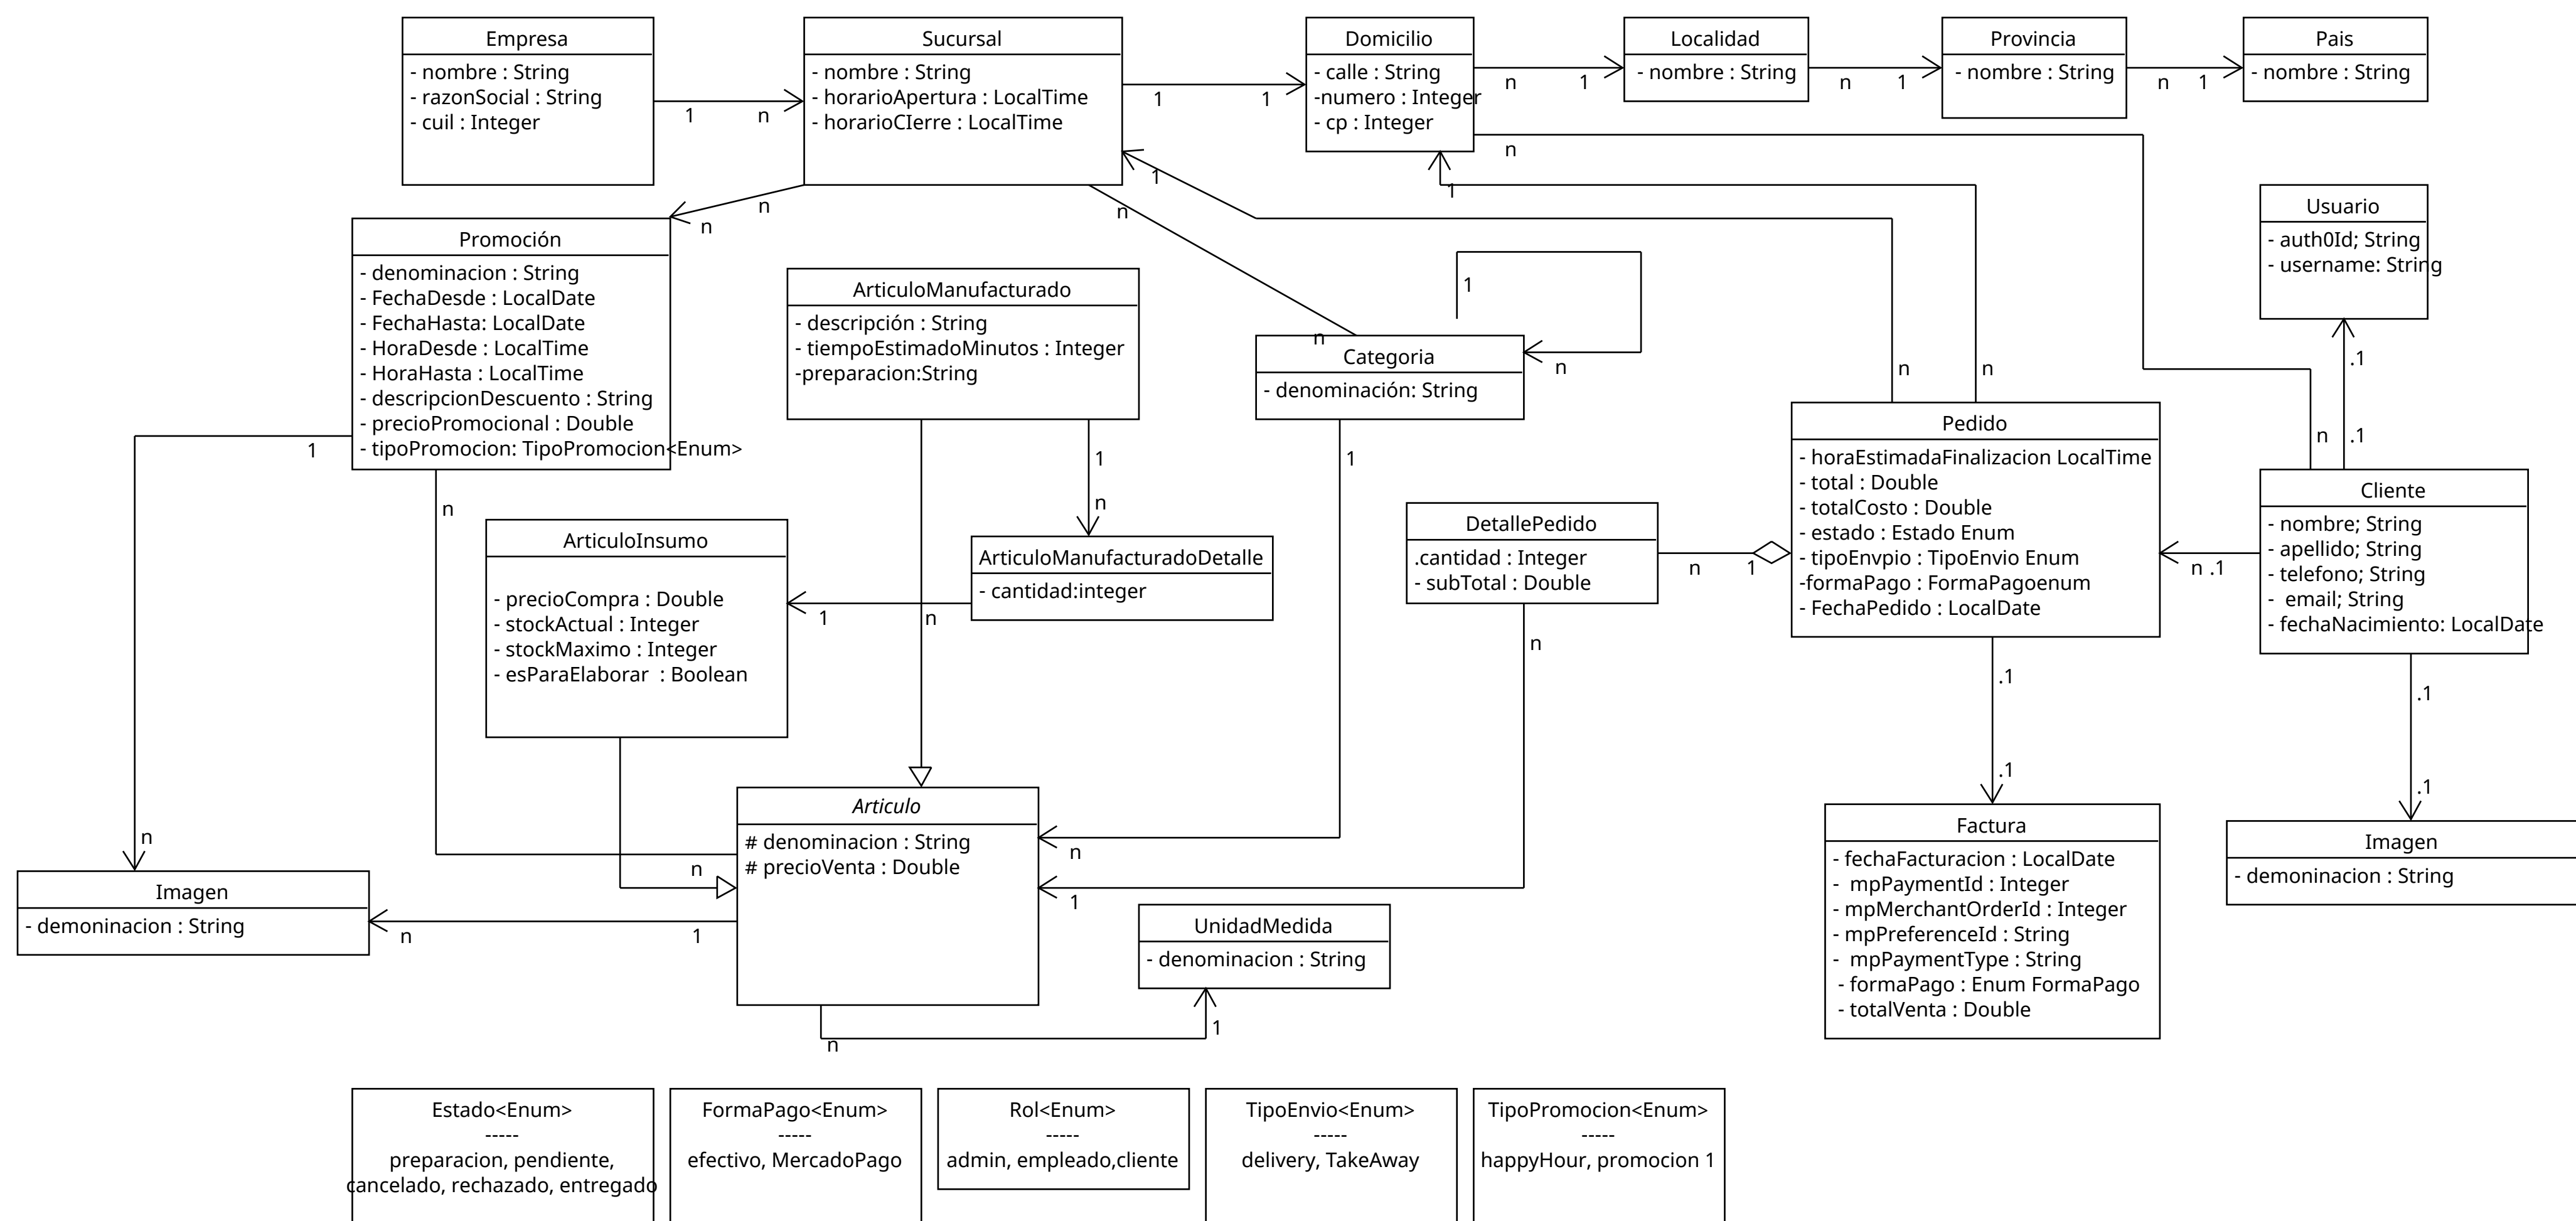 Empresa
- nombre : String
- razonSocial : String
- cuil : Integer
1
n
Sucursal
- nombre : String
- horarioApertura : LocalTime
- horarioCIerre : LocalTime
1
1
Domicilio
- calle : String
-numero : Integer
- cp : Integer
n
1
Localidad
- nombre : String
n
1
Provincia
- nombre : String
n
1
Pais
- nombre : String
n
1
1
n
n
n
Usuario
- auth0Id; String
- username: String
Promoción
- denominacion : String
- FechaDesde : LocalDate
- FechaHasta: LocalDate
- HoraDesde : LocalTime
- HoraHasta : LocalTime
- descripcionDescuento : String
- precioPromocional : Double
- tipoPromocion: TipoPromocion<Enum>
ArticuloManufacturado
- descripción : String
- tiempoEstimadoMinutos : Integer
-preparacion:String
1
n
n
Categoria
- denominación: String
n
n
.1
.1
n
1
n
1
n
1
Pedido
- horaEstimadaFinalizacion LocalTime
- total : Double
- totalCosto : Double
- estado : Estado Enum
- tipoEnvpio : TipoEnvio Enum
-formaPago : FormaPagoenum
- FechaPedido : LocalDate
Cliente
- nombre; String
- apellido; String
- telefono; String
-  email; String
- fechaNacimiento: LocalDate
n .1
DetallePedido
.cantidad : Integer
- subTotal : Double
n
1
ArticuloInsumo
- precioCompra : Double
- stockActual : Integer
- stockMaximo : Integer
- esParaElaborar  : Boolean
ArticuloManufacturadoDetalle
- cantidad:integer
1
n
n
.1
.1
.1
.1
Articulo
# denominacion : String
# precioVenta : Double
n
n
n
1
Imagen
- demoninacion : String
n
1
UnidadMedida
- denominacion : String
1
n
Factura
- fechaFacturacion : LocalDate
-  mpPaymentId : Integer
- mpMerchantOrderId : Integer
- mpPreferenceId : String
-  mpPaymentType : String
- formaPago : Enum FormaPago
- totalVenta : Double
Imagen
- demoninacion : String
Estado<Enum>
-----
preparacion, pendiente,
cancelado, rechazado, entregado
FormaPago<Enum>
-----
efectivo, MercadoPago
Rol<Enum>
-----
admin, empleado,cliente
TipoEnvio<Enum>
-----
delivery, TakeAway
TipoPromocion<Enum>
-----
happyHour, promocion 1